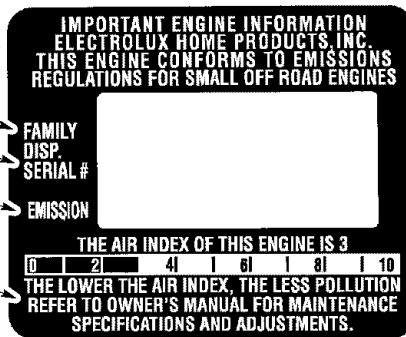 IMPORTANT ENGINE INFORMATION
ELECTROLUX HOME PRODUCTS, INC.
THIS ENGINE CONFORMS TO EMISSIONS
REGULATIONS FOR SMALL OFF ROAD ENGINES
FAMILY
DISP.
SERIAL #
EMISSION
THE AIR INDEX OF THIS ENGINE IS 3
0 2 4 6 8 10
THE LOWER THE AIR INDEX, THE LESS POLLUTION
REFER TO OWNER'S MANUAL FOR MAINTENANCE
SPECIFICATIONS AND ADJUSTMENTS.